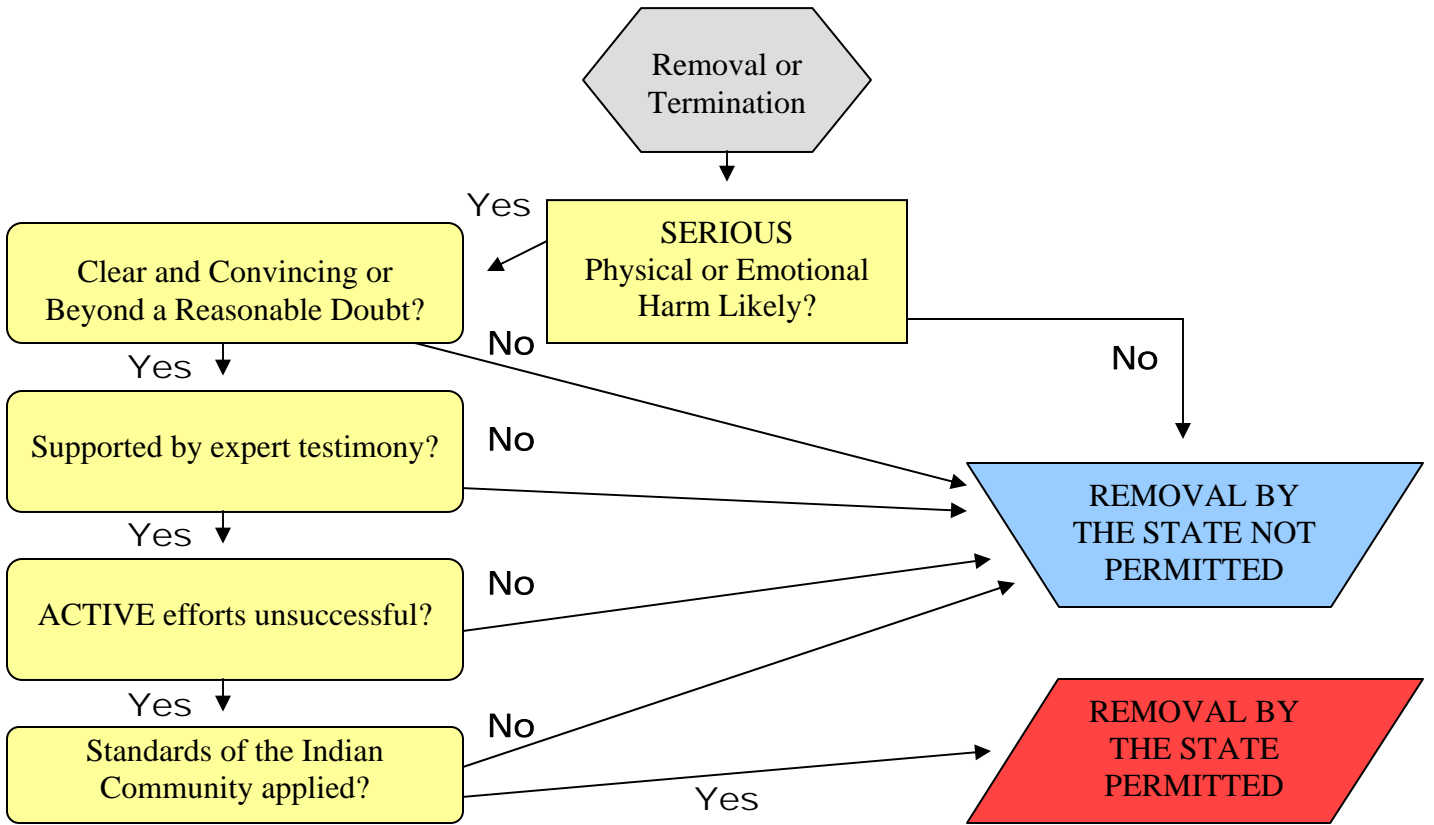 Removal or
Termination
Yes
SERIOUS
Physical or Emotional
Harm Likely?
Clear and Convincing or
Beyond a Reasonable Doubt?
No
No
Yes
Supported by expert testimony?
No
Yes
REMOVAL BY
THE STATE NOT
PERMITTED
ACTIVE efforts unsuccessful?
No
Yes
Standards of the Indian
Community applied?
No
Yes
REMOVAL BY
THE STATE
PERMITTED